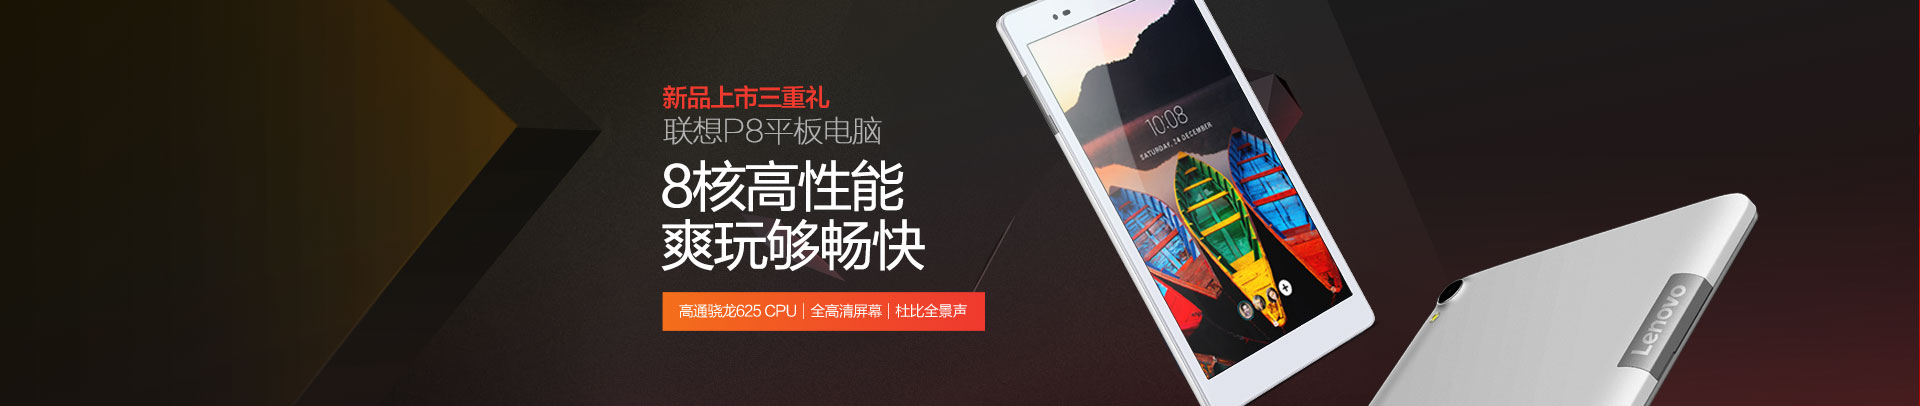 新品上市三重礼
联想P8平板电脑
8核高性能
爽玩够畅快
高通骁龙625 CPU｜全高清屏幕｜杜比全景声
10:08
SATURDAY, 24 DECEMBER
Lenovo